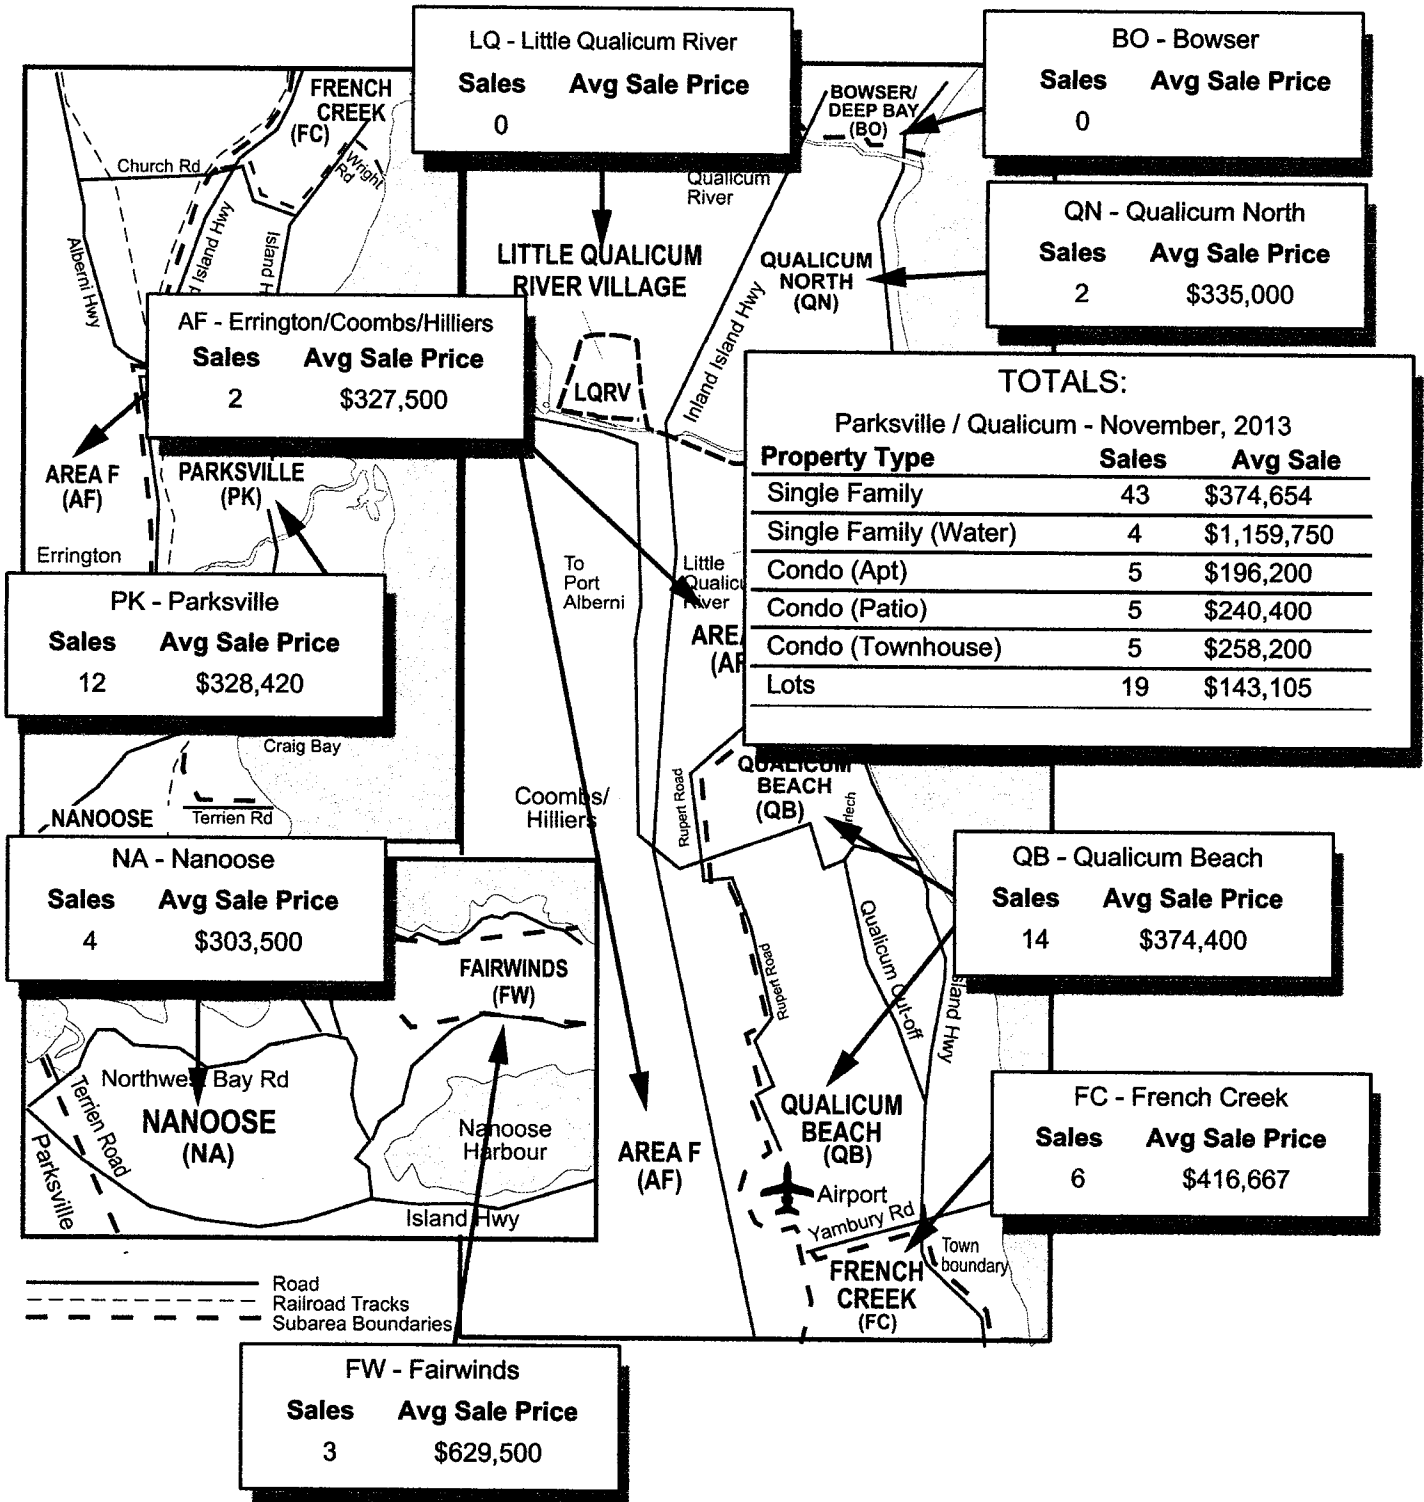 LQ - Little Qualicum River
Sales Avg Sale Price
0
BO - Bowser
Sales Avg Sale Price
0
QN - Qualicum North
Sales Avg Sale Price
2 $335,000
FRENCH
CREEK
(FC)
Church Rd
Wright
Rd
Alberni Hwy
Island Hwy
Island H
BOWSER/
DEEP BAY
(BO)
Qualicum
River
LITTLE QUALICUM
RIVER VILLAGE
LQRV
QUALICUM
NORTH
(QN)
Inland Island Hwy
AF - Errington/Coombs/Hilliers
Sales Avg Sale Price
2 $327,500
AREA F
(AF)
PARKSVILLE
(PK)
Errington
TOTALS:
Parksville / Qualicum - November, 2013
Property Type Sales Avg Sale
Single Family 43 $374,654
Single Family (Water) 4 $1,159,750
Condo (Apt) 5 $196,200
Condo (Patio) 5 $240,400
Condo (Townhouse) 5 $258,200
Lots 19 $143,105
To
Port
Alberni
Little
Qualicu
River
AREA
(AF
PK - Parksville
Sales Avg Sale Price
12 $328,420
Craig Bay
NANOOSE
Terrien Rd
Coombs/
Hilliers
Rupert Road
QUALICUM
BEACH
(QB)
NA - Nanoose
Sales Avg Sale Price
4 $303,500
QB - Qualicum Beach
Sales Avg Sale Price
14 $374,400
Qualicum Cut-off
Rupert Road
sland Hwy
FAIRWINDS
(FW)
Northwest Bay Rd
Terrien Road
Parksville
NANOOSE
(NA)
Nanoose
Harbour
Island Hwy
AREA F
(AF)
QUALICUM
BEACH
(QB)
Airport
Yambury Rd
FC - French Creek
Sales Avg Sale Price
6 $416,667
Town
boundary
FRENCH
CREEK
(FC)
Road
Railroad Tracks
Subarea Boundaries
FW - Fairwinds
Sales Avg Sale Price
3 $629,500